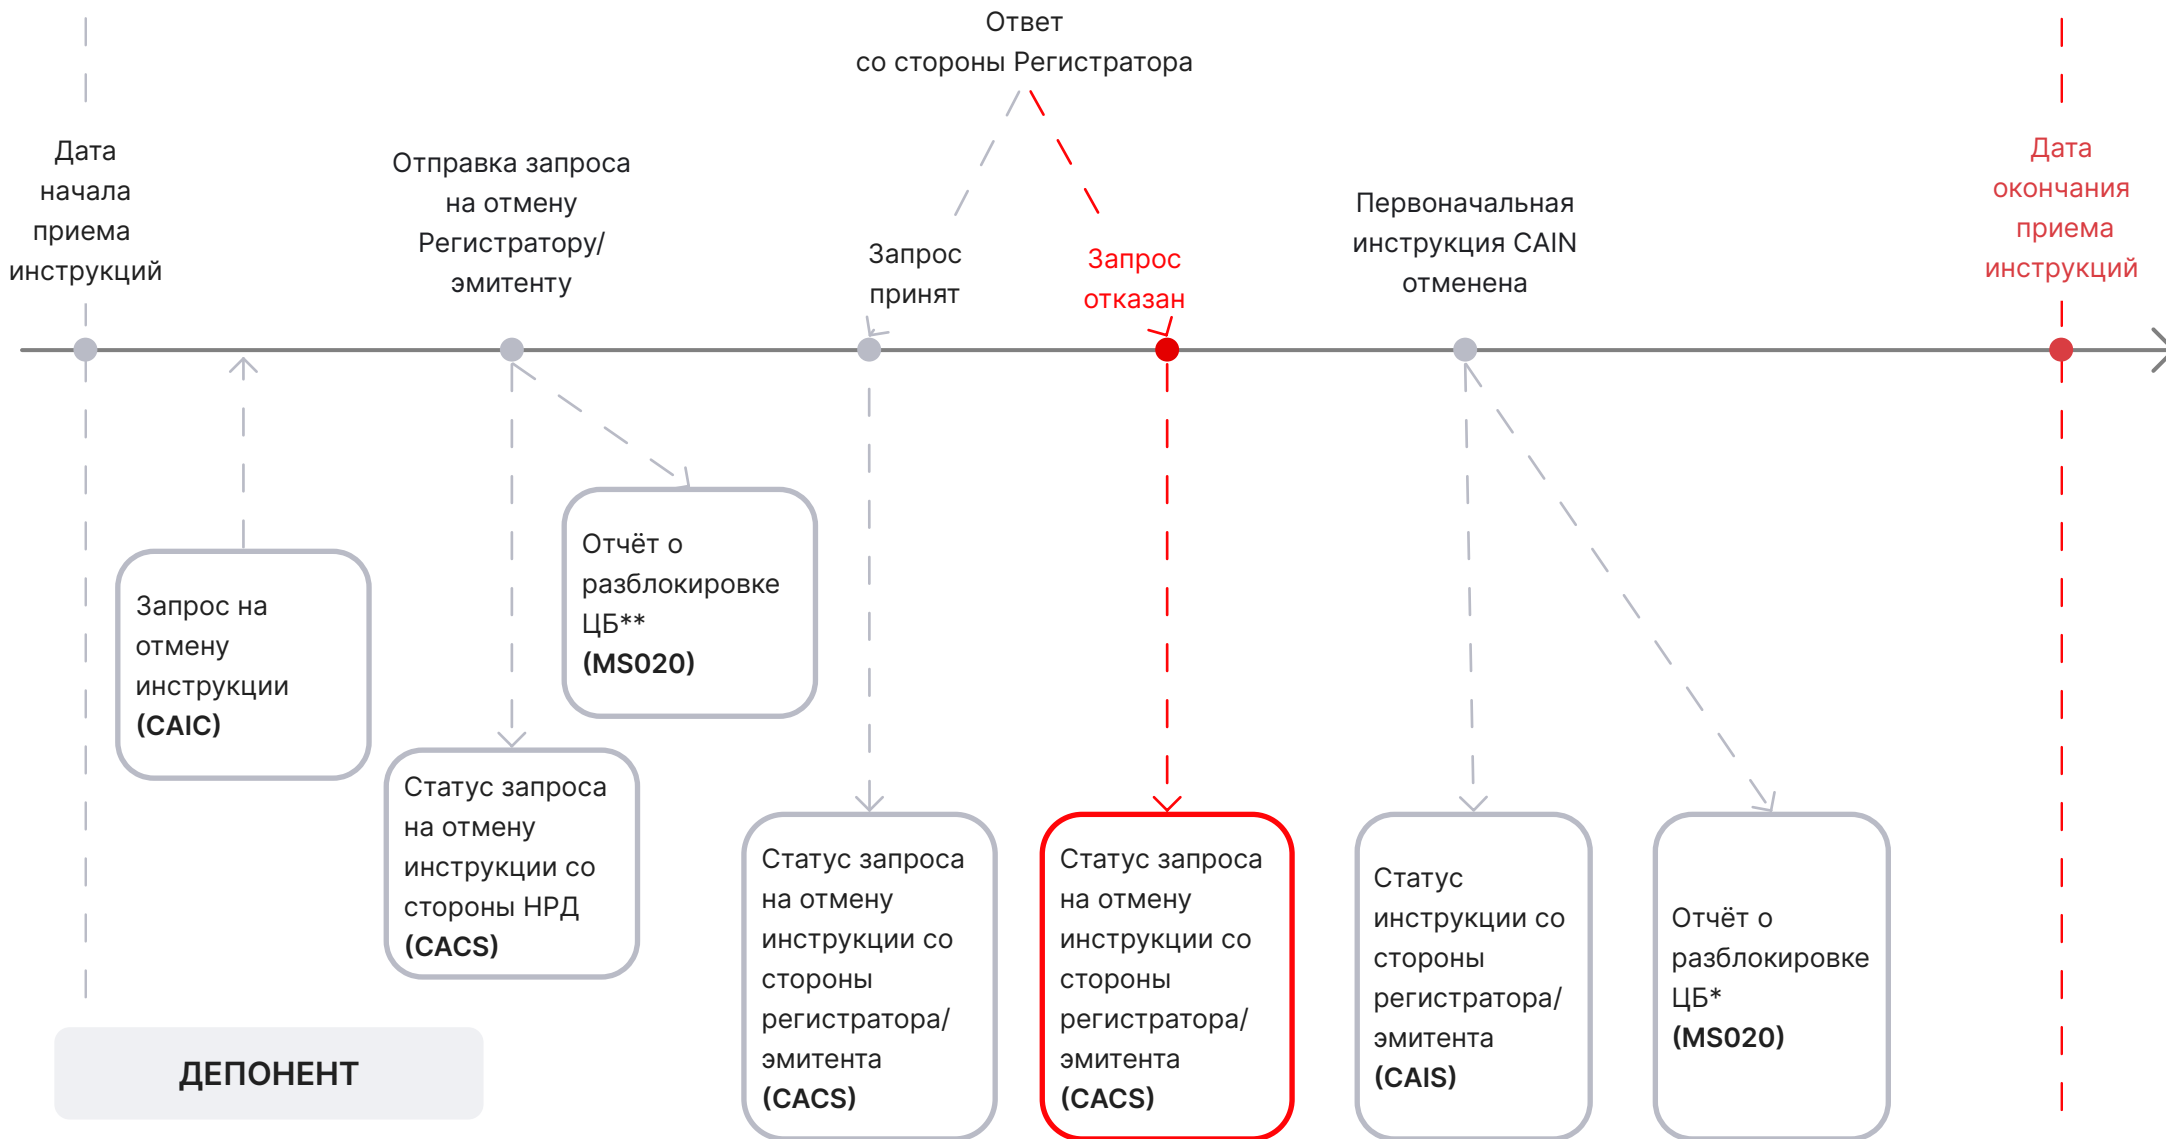 Ответ
со стороны Регистратора
Дата
начала
приема
инструкций
Отправка запроса
на отмену
Регистратору/
эмитенту
Запрос
принят
Запрос
отказан
Первоначальная
инструкция CAIN
отменена
Дата
окончания
приема
инструкций
Запрос на
отмену
инструкции
(CAIC)
Статус запроса
на отмену
инструкции со
стороны НРД
(CACS)
Отчёт о
разблокировке
ЦБ**
(MS020)
Статус запроса
на отмену
инструкции со
стороны
регистратора/
эмитента
(CACS)
Статус запроса
на отмену
инструкции со
стороны
регистратора/
эмитента
(CACS)
Статус
инструкции со
стороны
регистратора/
эмитента
(CAIS)
Отчёт о
разблокировке
ЦБ*
(MS020)
ДЕПОНЕНТ